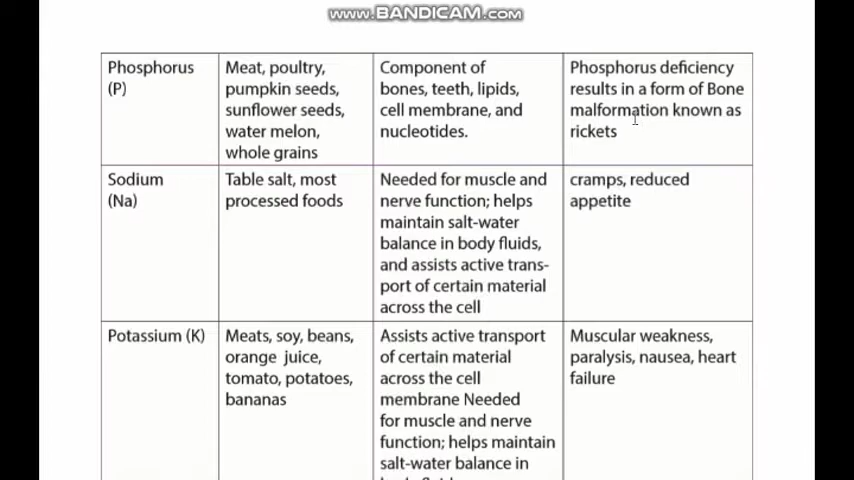 www.BANDICAM.com
Phosphorus
(P)
Meat, poultry,
pumpkin seeds,
sunflower seeds,
water melon,
whole grains
Component of
bones, teeth, lipids,
cell membrane, and
nucleotides.
Phosphorus deficiency
results in a form of Bone
malformation known as
rickets
Sodium
(Na)
Table salt, most
processed foods
Needed for muscle and
nerve function; helps
maintain salt-water
balance in body fluids,
and assists active trans-
port of certain material
across the cell
cramps, reduced
appetite
Potassium (K)
Meats, soy, beans,
orange juice,
tomato, potatoes,
bananas
Assists active transport
of certain material
across the cell
membrane Needed
for muscle and nerve
function; helps maintain
salt-water balance in
Muscular weakness,
paralysis, nausea, heart
failure